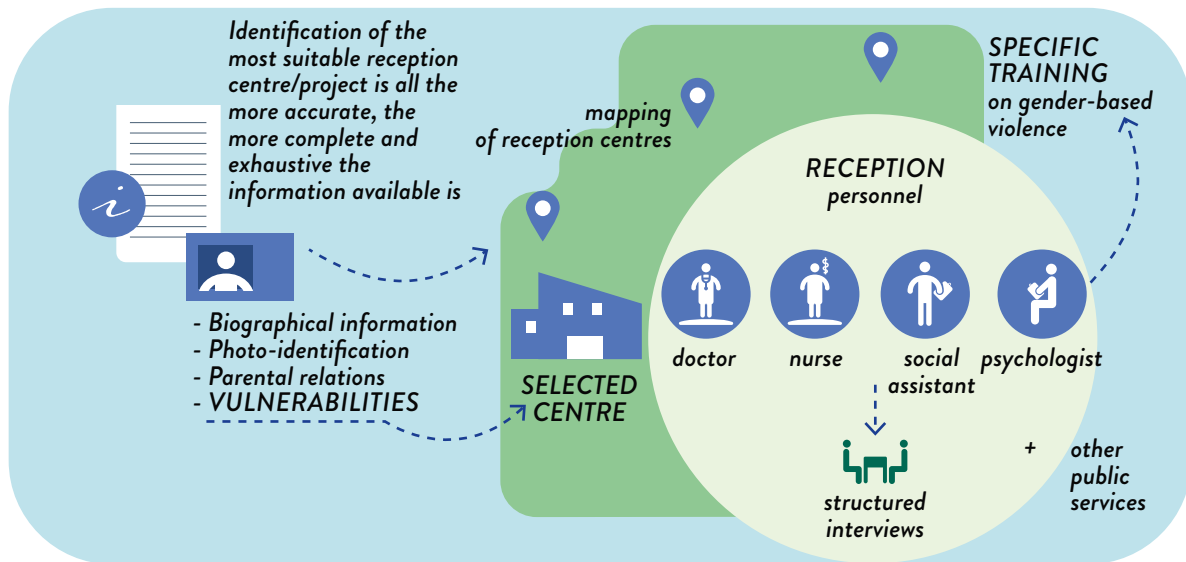 Identification of the
most suitable reception
centre/project is all the
more accurate, the
more complete and
exhaustive the
information available is
i
- Biographical information
- Photo-identification
- Parental relations
- VULNERABILITIES
mapping
of reception centres
SELECTED
CENTRE
RECEPTION
personnel
doctor
nurse
social
assistant
psychologist
structured
interviews
SPECIFIC
TRAINING
on gender-based
violence
+ other
public
services